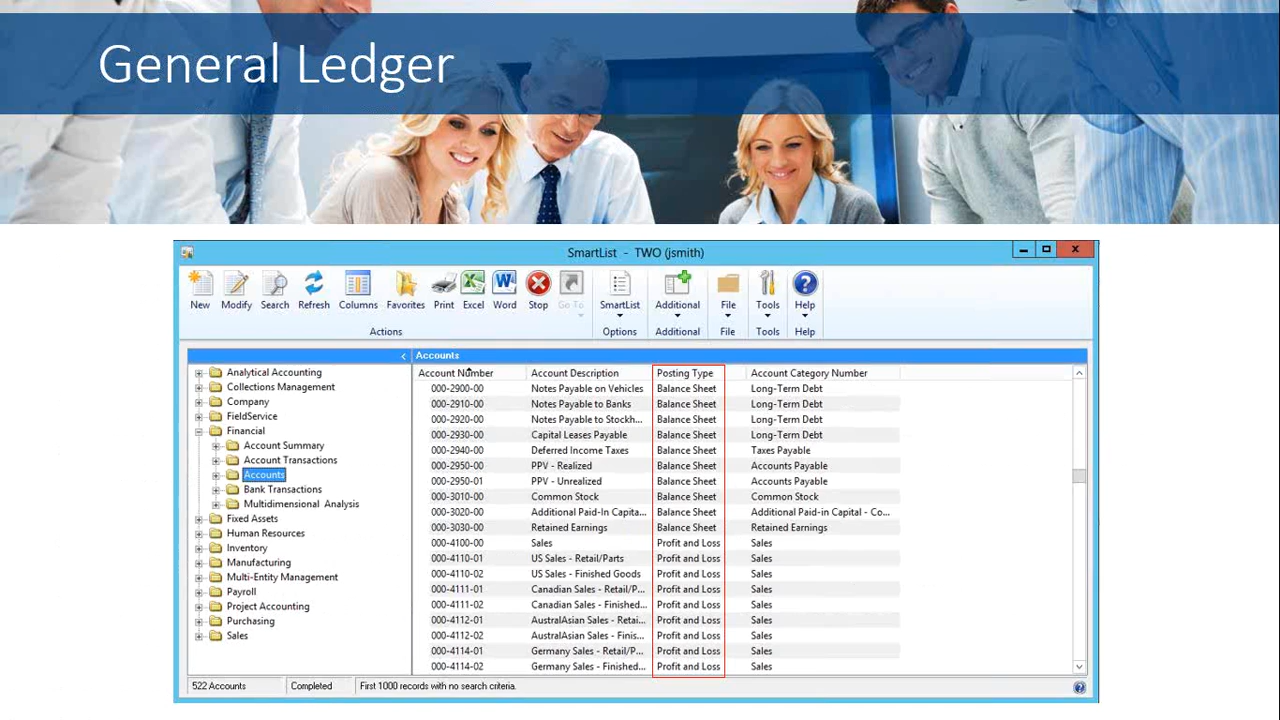 General Ledger
SmartList - TWO (jsmith)
New Modify Search Refresh Columns Favorites Print Excel Word Stop Go To SmartList Additional File Tools Help
Actions Options Additional File Tools Help
Accounts
Account Number Account Description Posting Type Account Category Number
Analytical Accounting
Collections Management
Company
FieldService
Financial
Account Summary
Account Transactions
Accounts
Bank Transactions
Multidimensional Analysis
Fixed Assets
Human Resources
Inventory
Manufacturing
Multi-Entity Management
Payroll
Project Accounting
Purchasing
Sales
000-2900-00 Notes Payable on Vehicles Balance Sheet Long-Term Debt
000-2910-00 Notes Payable to Banks Balance Sheet Long-Term Debt
000-2920-00 Notes Payable to Stockh... Balance Sheet Long-Term Debt
000-2930-00 Capital Leases Payable Balance Sheet Long-Term Debt
000-2940-00 Deferred Income Taxes Balance Sheet Taxes Payable
000-2950-00 PPV - Realized Balance Sheet Accounts Payable
000-2950-01 PPV - Unrealized Balance Sheet Accounts Payable
000-3010-00 Common Stock Balance Sheet Common Stock
000-3020-00 Additional Paid-In Capita... Balance Sheet Additional Paid-in Capital - Co...
000-3030-00 Retained Earnings Balance Sheet Retained Earnings
000-4100-00 Sales Profit and Loss Sales
000-4110-01 US Sales - Retail/Parts Profit and Loss Sales
000-4110-02 US Sales - Finished Goods Profit and Loss Sales
000-4111-01 Canadian Sales - Retail/P... Profit and Loss Sales
000-4111-02 Canadian Sales - Finished... Profit and Loss Sales
000-4112-01 AustralAsian Sales - Retai... Profit and Loss Sales
000-4112-02 AustralAsian Sales - Finis... Profit and Loss Sales
000-4114-01 Germany Sales - Retail/P... Profit and Loss Sales
000-4114-02 Germany Sales - Finished... Profit and Loss Sales
522 Accounts Completed First 1000 records with no search criteria.